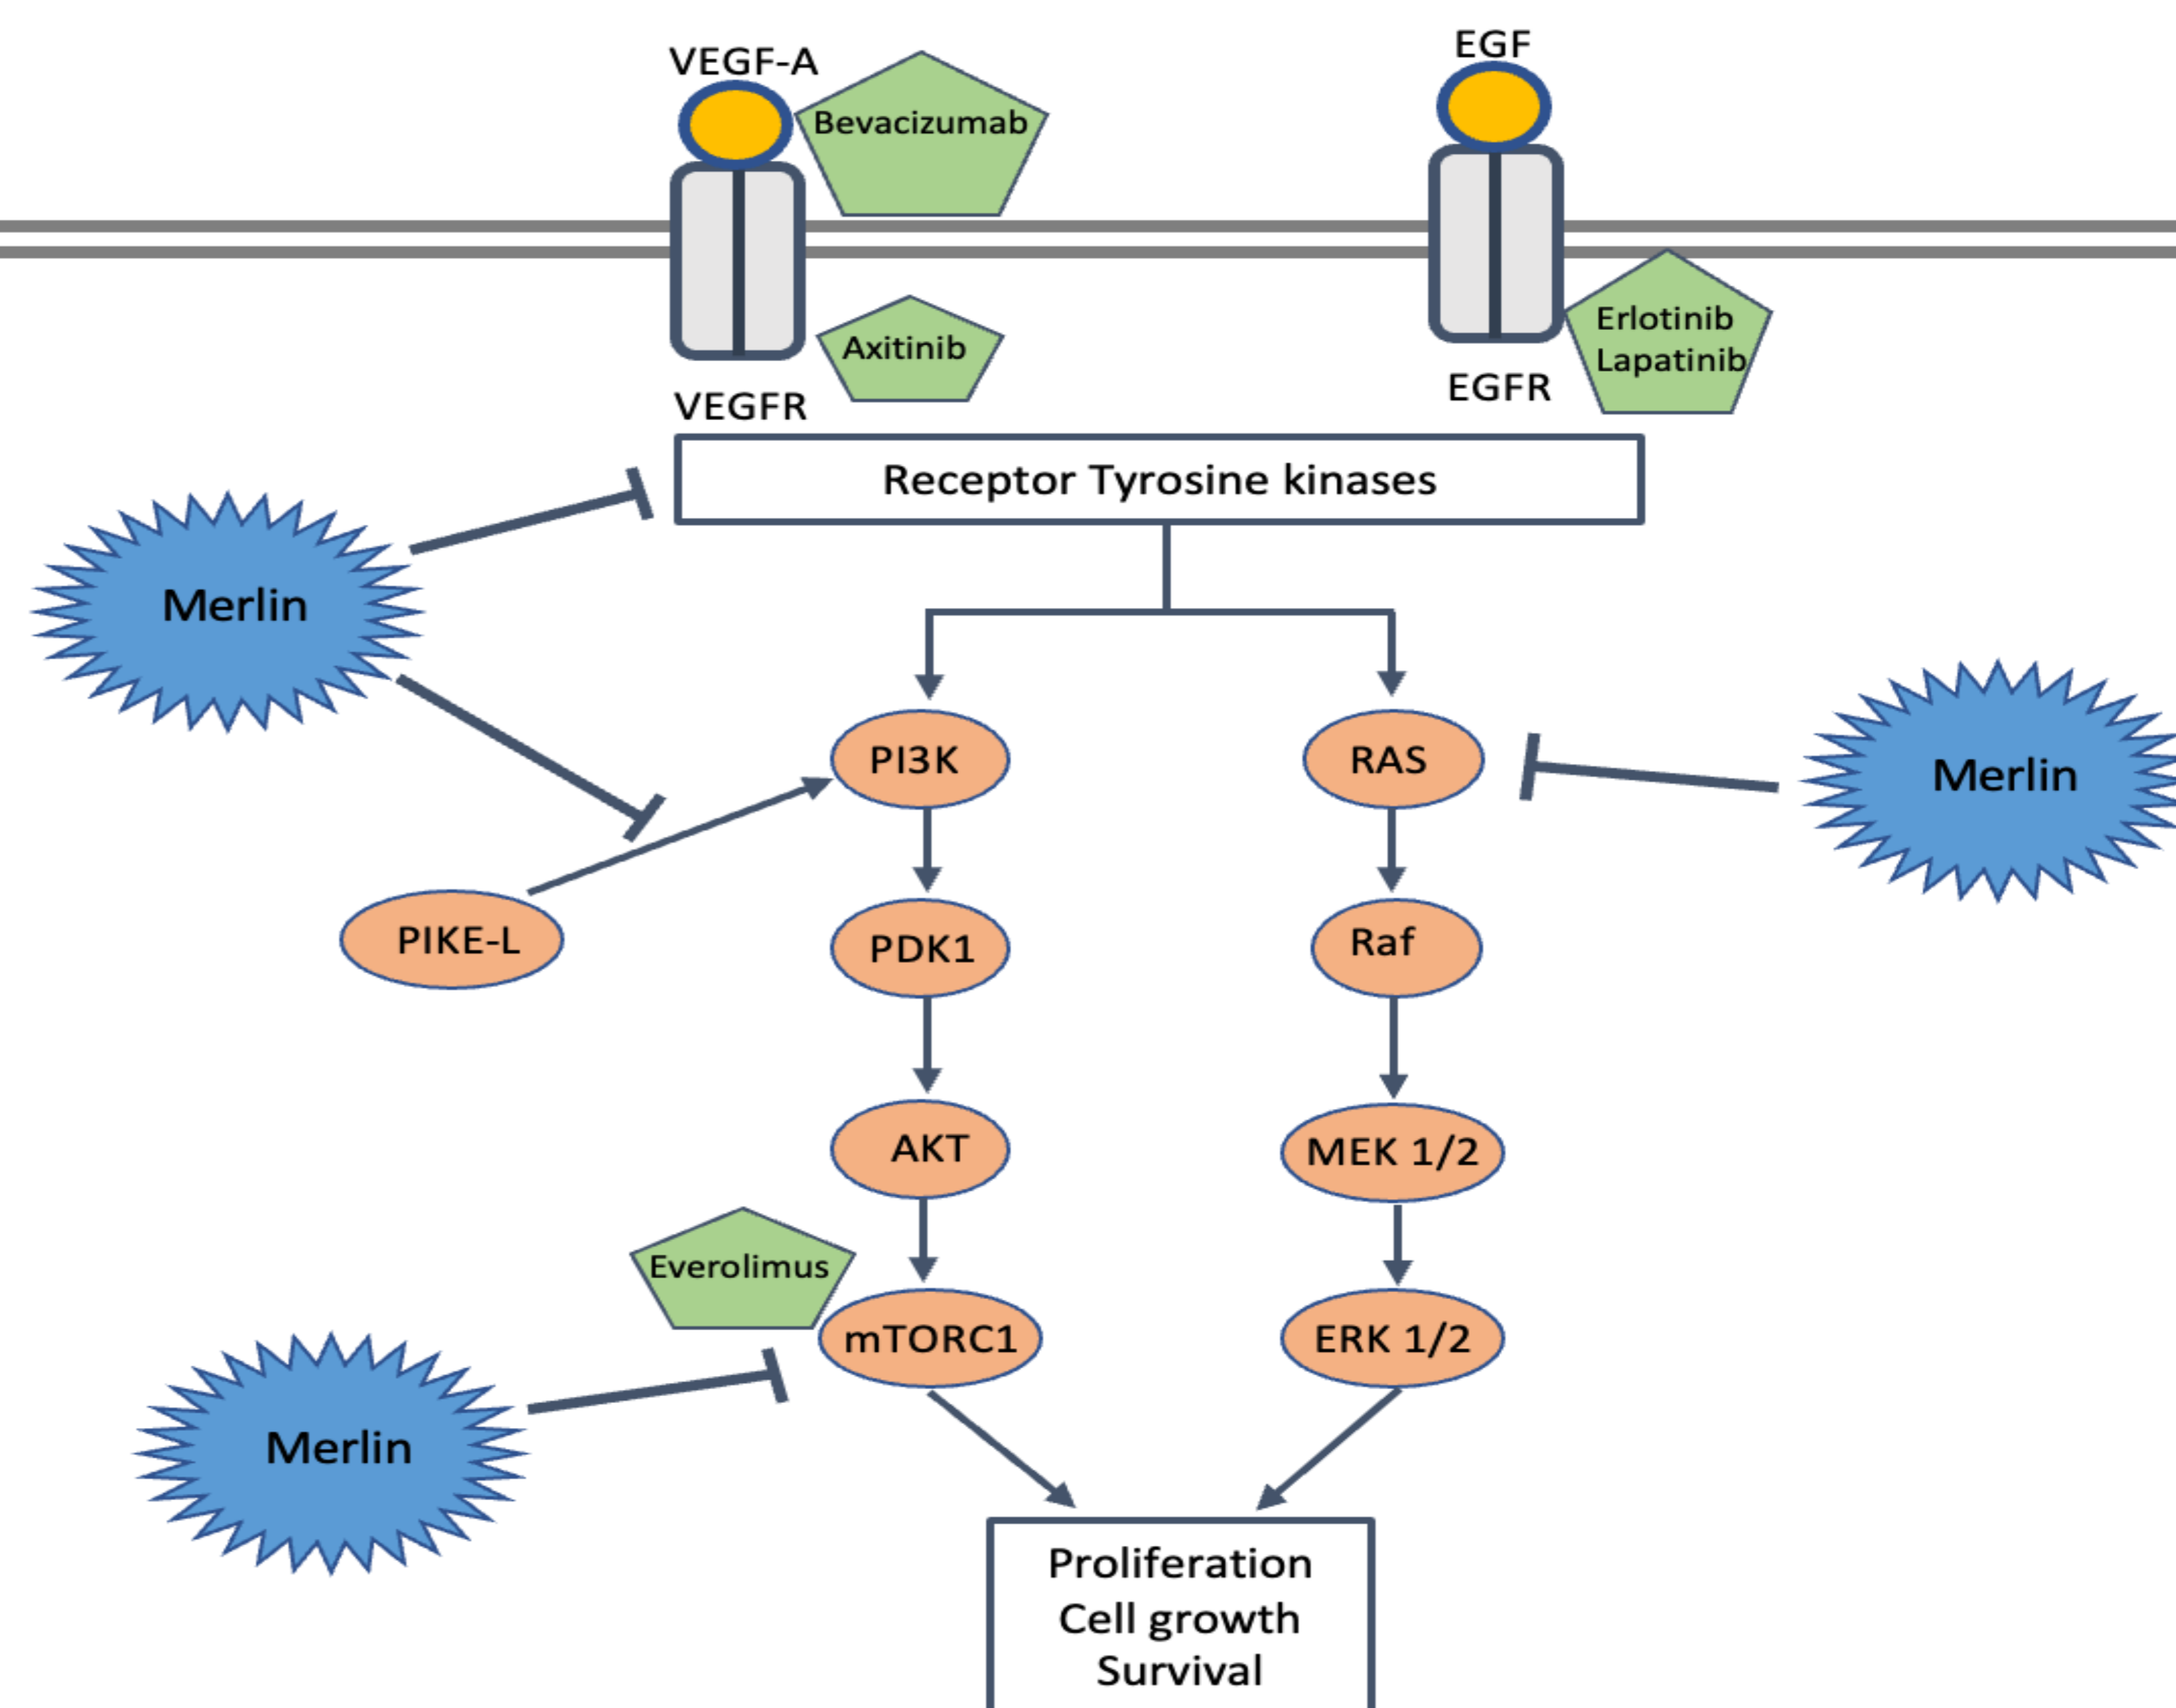 VEGF-A
EGF
Bevacizumab
Erlotinib
Lapatinib
Axitinib
VEGFR
EGFR
Receptor Tyrosine kinases
Merlin
PI3K
RAS
Merlin
PIKE-L
PDK1
Raf
AKT
MEK 1/2
Everolimus
mTORC1
ERK 1/2
Merlin
Proliferation
Cell growth
Survival